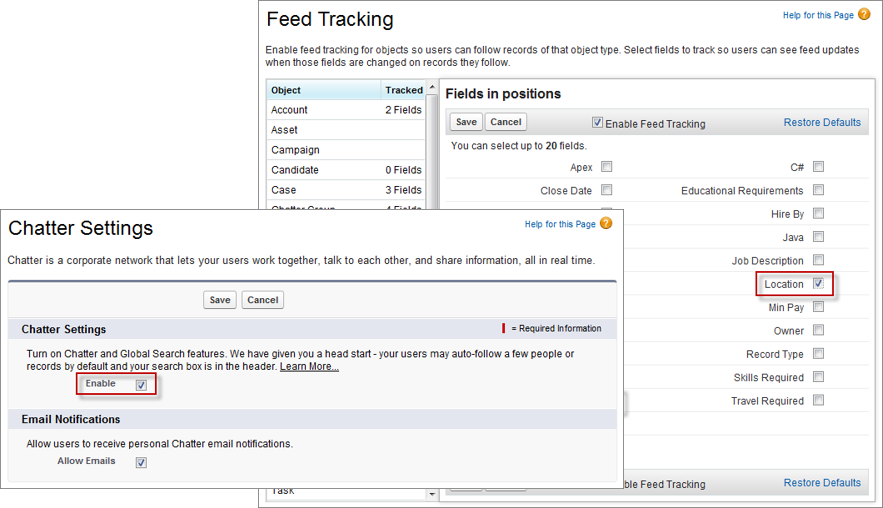 Feed Tracking
Help for this Page ?
Enable feed tracking for objects so users can follow records of that object type. Select fields to track so users can see feed updates
when those fields are changed on records they follow.
Object Tracked
Account 2 Fields
Asset
Campaign
Candidate 0 Fields
Case 3 Fields
Chatter Group 4 Fields
Task
Fields in positions
Save Cancel Enable Feed Tracking Restore Defaults
You can select up to 20 fields.
Apex C#
Close Date Educational Requirements
Hire By
Java
Job Description
Location
Min Pay
Owner
Record Type
Skills Required
Travel Required
ble Feed Tracking Restore Defaults
Chatter Settings
Help for this Page ?
Chatter is a corporate network that lets your users work together, talk to each other, and share information, all in real time.
Save Cancel
Chatter Settings = Required Information
Turn on Chatter and Global Search features. We have given you a head start - your users may auto-follow a few people or
records by default and your search box is in the header. Learn More...
Enable
Email Notifications
Allow users to receive personal Chatter email notifications.
Allow Emails